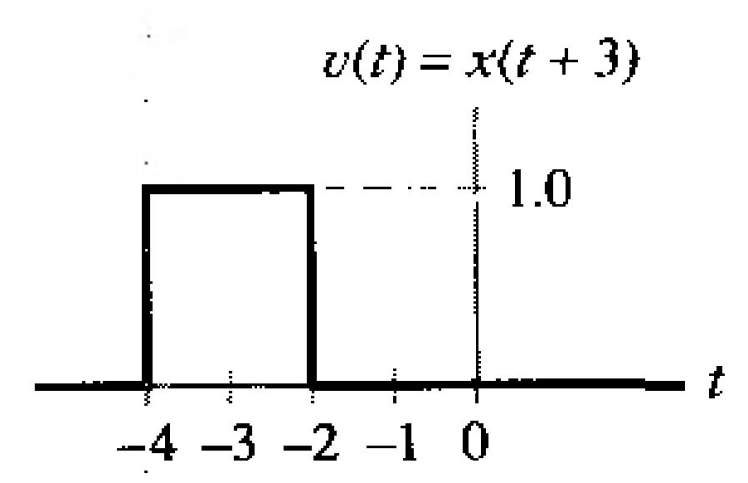 v(t) = x(t + 3)
1.0
t
–4 –3 –2 –1 0